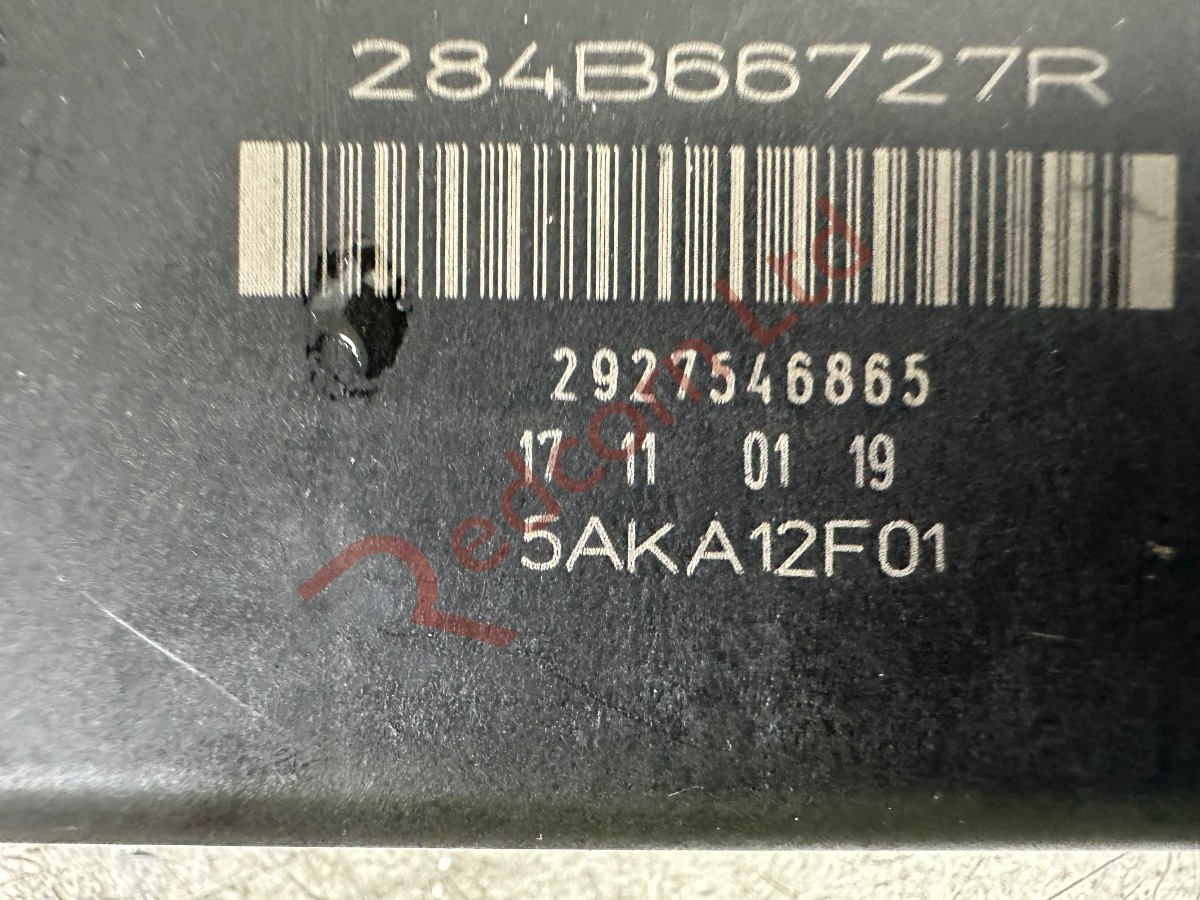 284B66727R
2927546865
17 11 01 19
5AKA12F01
Redcom Ltd